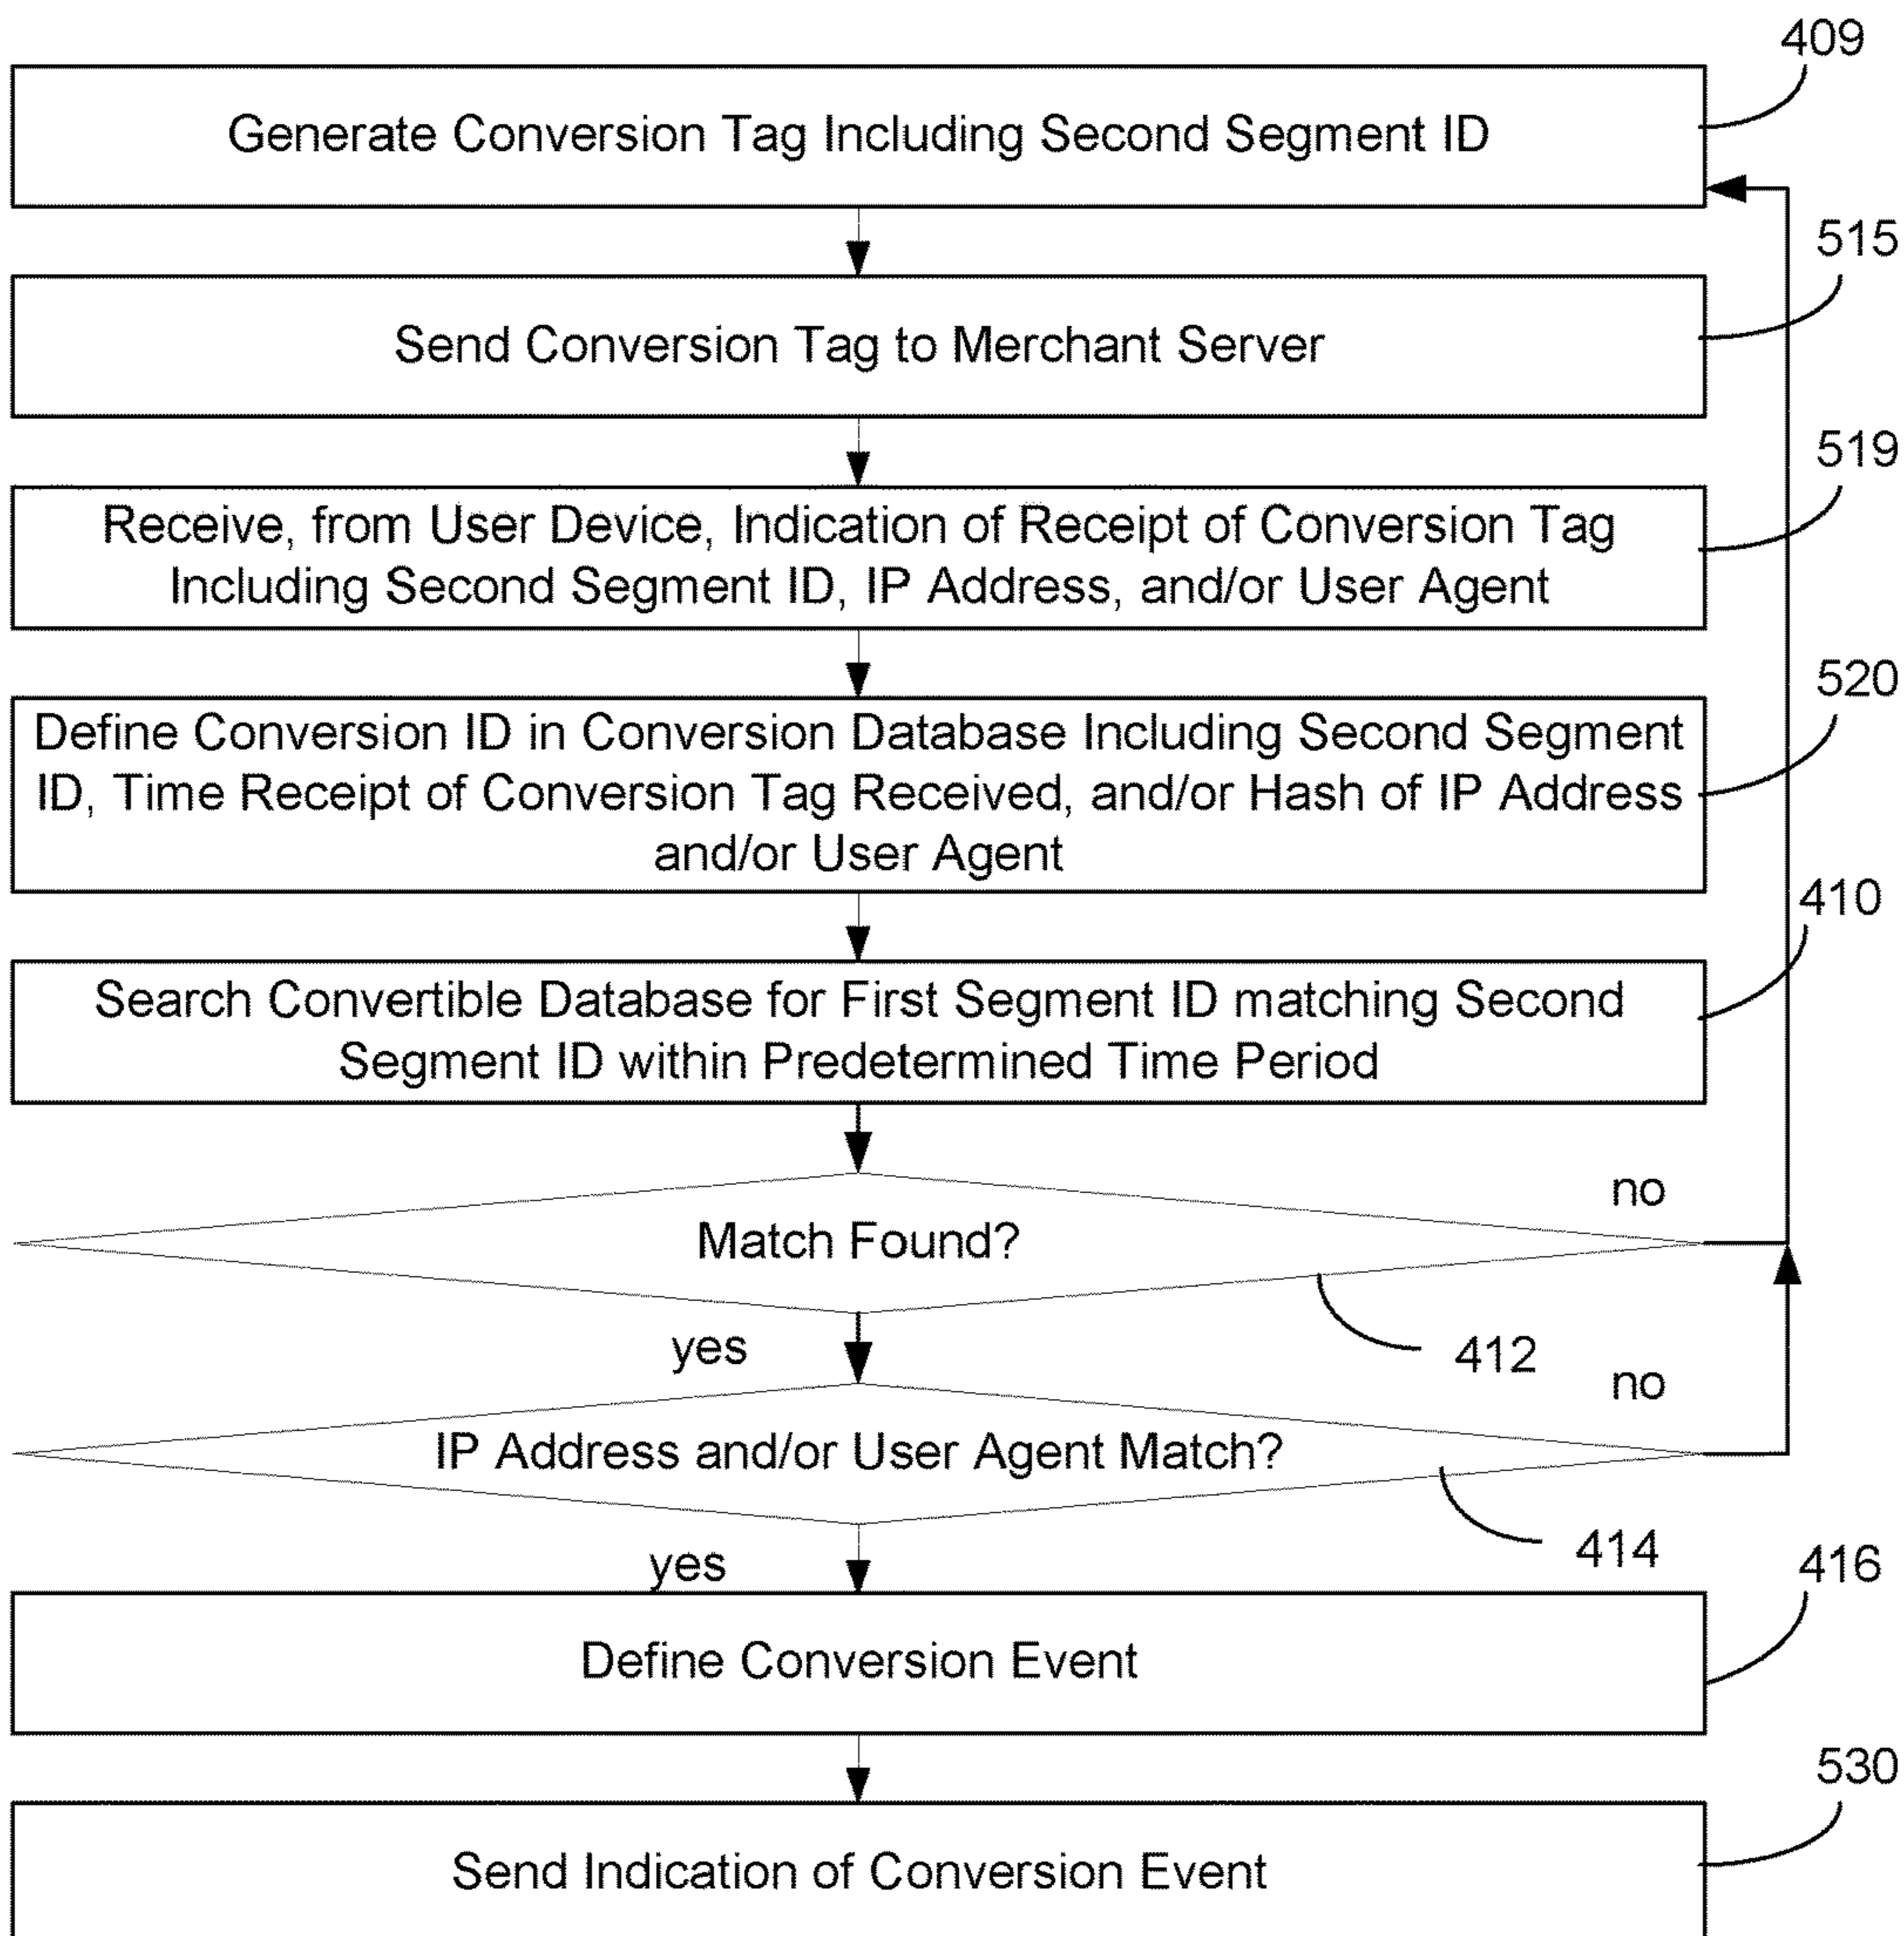 409
Generate Conversion Tag Including Second Segment ID
515
Send Conversion Tag to Merchant Server
519
Receive, from User Device, Indication of Receipt of Conversion Tag
Including Second Segment ID, IP Address, and/or User Agent
520
Define Conversion ID in Conversion Database Including Second Segment
ID, Time Receipt of Conversion Tag Received, and/or Hash of IP Address
and/or User Agent
410
Search Convertible Database for First Segment ID matching Second
Segment ID within Predetermined Time Period
no
Match Found?
yes
412
no
IP Address and/or User Agent Match?
414
yes
416
Define Conversion Event
530
Send Indication of Conversion Event